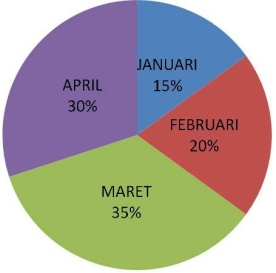 JANUARI
15%
FEBRUARI
20%
MARET
35%
APRIL
30%